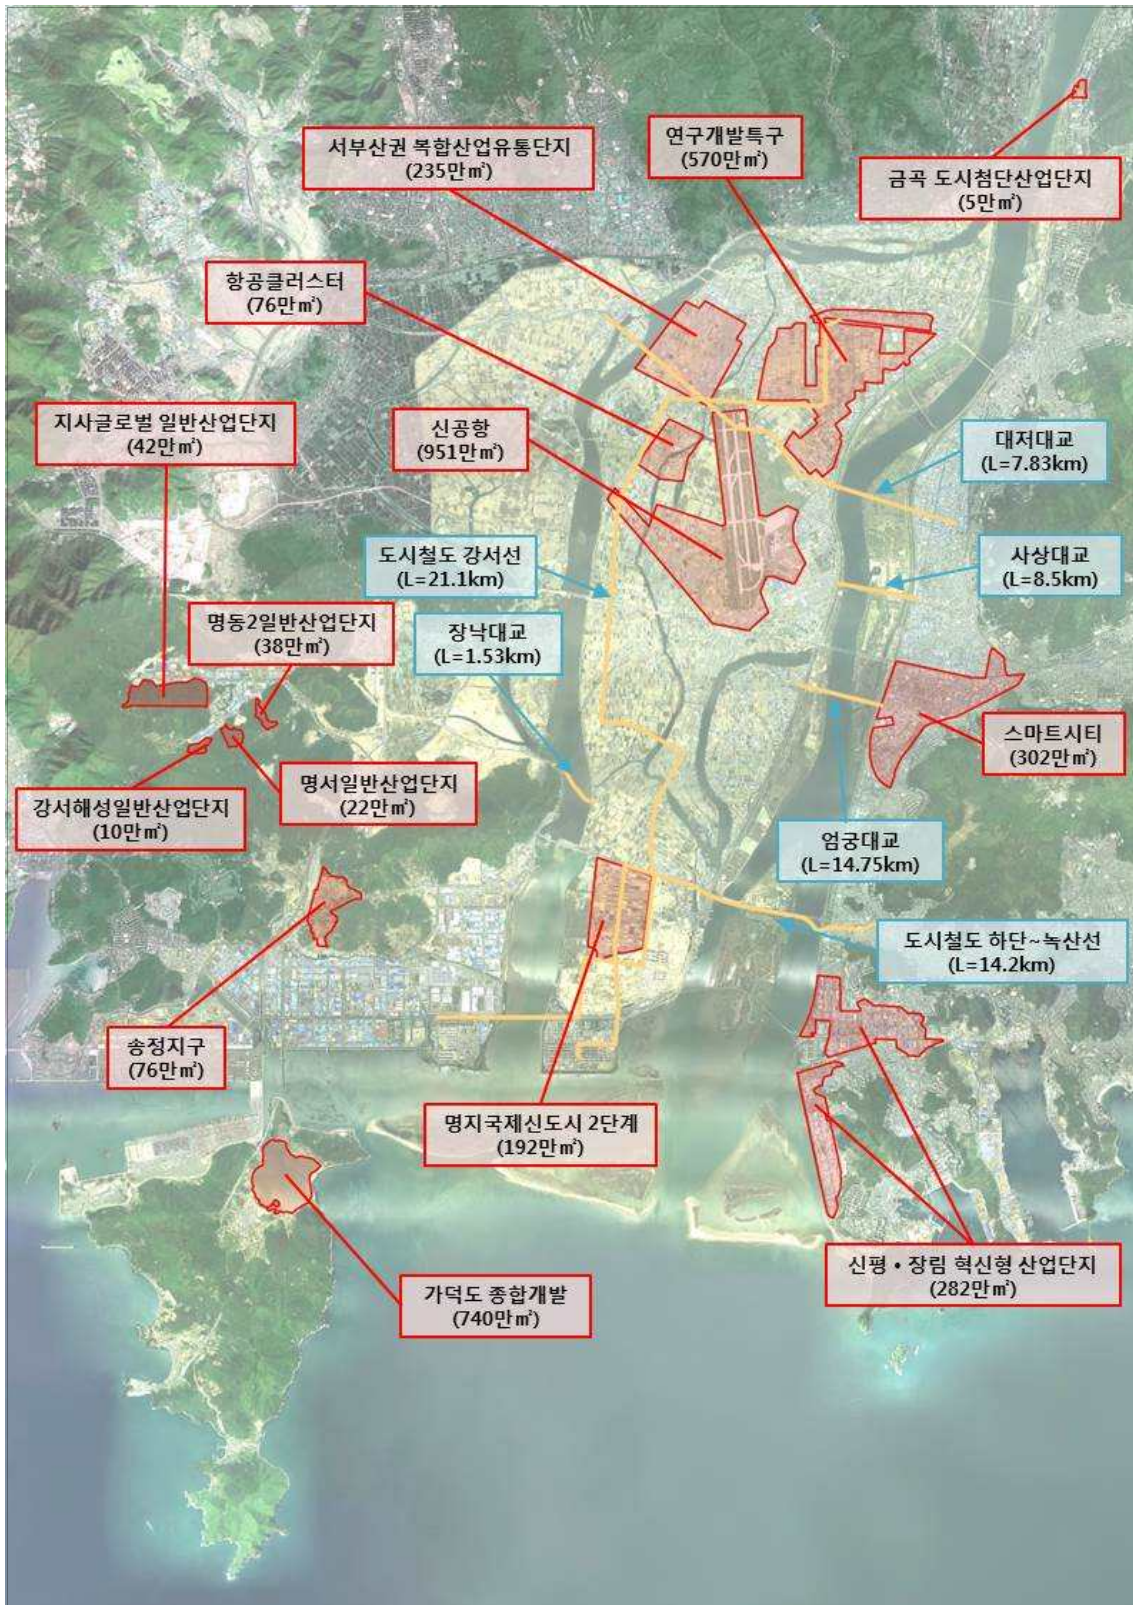 서부산권 복합산업유통단지
(235만㎡)
연구개발특구
(570만㎡)
금곡 도시첨단산업단지
(5만㎡)
항공클러스터
(76만㎡)
지사글로벌 일반산업단지
(42만㎡)
신공항
(951만㎡)
대저대교
(L=7.83km)
도시철도 강서선
(L=21.1km)
사상대교
(L=8.5km)
명동2일반산업단지
(38만㎡)
장낙대교
(L=1.53km)
스마트시티
(302만㎡)
명서일반산업단지
(22만㎡)
강서해성일반산업단지
(10만㎡)
엄궁대교
(L=14.75km)
도시철도 하단~녹산선
(L=14.2km)
송정지구
(76만㎡)
명지국제신도시 2단계
(192만㎡)
신평 • 장림 혁신형 산업단지
(282만㎡)
가덕도 종합개발
(740만㎡)